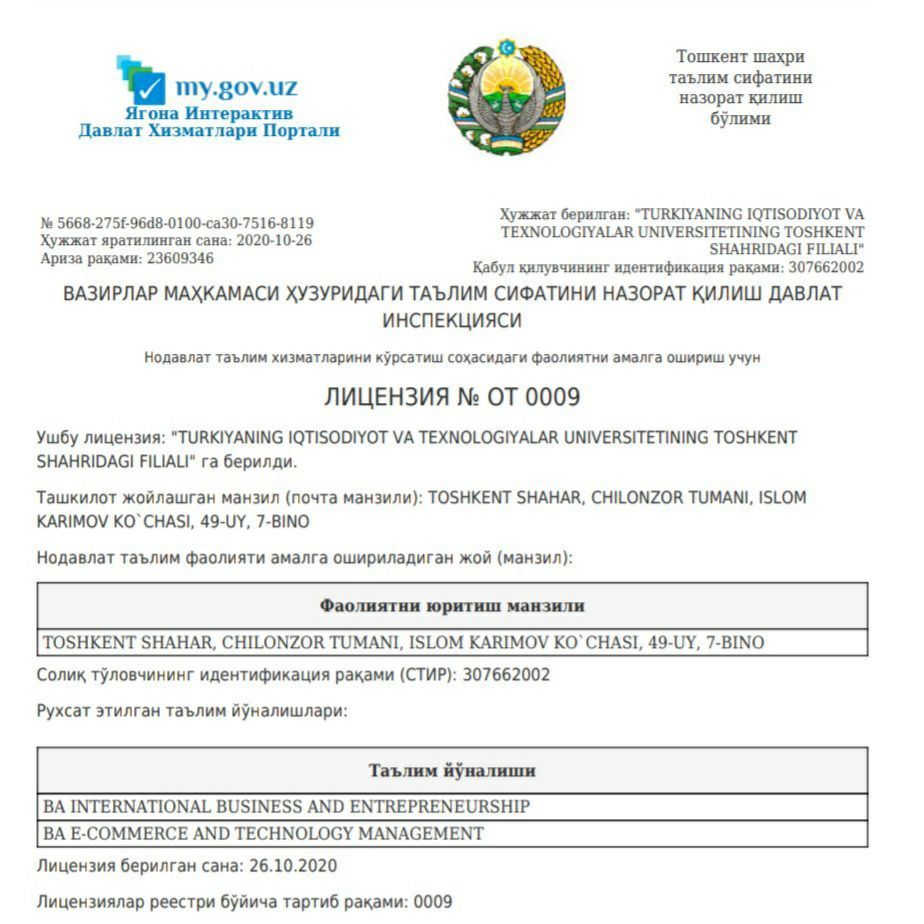 my.gov.uz
Ягона Интерактив
Давлат Хизматлари Портали
Тошкент шаҳри
таълим сифатини
назорат қилиш
бўлими
№ 5668-275f-96d8-0100-ca30-7516-8119
Ҳужжат яратилинган сана: 2020-10-26
Ариза рақами: 23609346
Ҳужжат берилган: "TURKIYANING IQTISODIYOT VA
TEXNOLOGIYALAR UNIVERSITETINING TOSHKENT
SHAHRIDAGI FILIALI"
Қабул қилувчининг идентификация рақами: 307662002
ВАЗИРЛАР МАҲКАМАСИ ҲУЗУРИДАГИ ТАЪЛИМ СИФАТИНИ НАЗОРАТ ҚИЛИШ ДАВЛАТ
ИНСПЕКЦИЯСИ
Нодавлат таълим хизматларини кўрсатиш соҳасидаги фаолиятни амалга ошириш учун
ЛИЦЕНЗИЯ № ОТ 0009
Ушбу лицензия: "TURKIYANING IQTISODIYOT VA TEXNOLOGIYALAR UNIVERSITETINING TOSHKENT
SHAHRIDAGI FILIALI" га берилди.
Ташкилот жойлашган манзил (почта манзили): TOSHKENT SHAHAR, CHILONZOR TUMANI, ISLOM
KARIMOV KO`CHASI, 49-UY, 7-BINO
Нодавлат таълим фаолияти амалга ошириладиган жой (манзил):
Фаолиятни юритиш манзили
TOSHKENT SHAHAR, CHILONZOR TUMANI, ISLOM KARIMOV KO`CHASI, 49-UY, 7-BINO
Солиқ тўловчининг идентификация рақами (СТИР): 307662002
Рухсат этилган таълим йўналишлари:
Таълим йўналиши
BA INTERNATIONAL BUSINESS AND ENTREPRENEURSHIP
BA E-COMMERCE AND TECHNOLOGY MANAGEMENT
Лицензия берилган сана: 26.10.2020
Лицензиялар реестри бўйича тартиб рақами: 0009